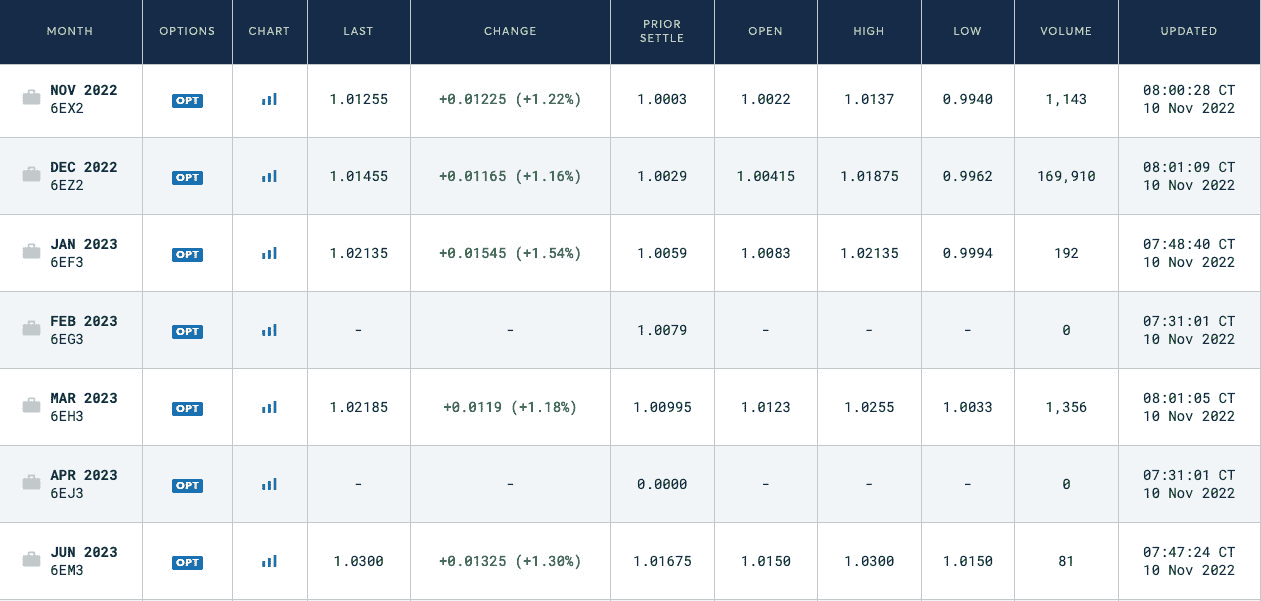 MONTH OPTIONS CHART LAST CHANGE PRIOR SETTLE OPEN HIGH LOW VOLUME UPDATED
NOV 2022 6EX2 OPT 1.01255 +0.01225 (+1.22%) 1.0003 1.0022 1.0137 0.9940 1,143 08:00:28 CT 10 Nov 2022
DEC 2022 6EZ2 OPT 1.01455 +0.01165 (+1.16%) 1.0029 1.00415 1.01875 0.9962 169,910 08:01:09 CT 10 Nov 2022
JAN 2023 6EF3 OPT 1.02135 +0.01545 (+1.54%) 1.0059 1.0083 1.02135 0.9994 192 07:48:40 CT 10 Nov 2022
FEB 2023 6EG3 OPT - - 1.0079 - - - 0 07:31:01 CT 10 Nov 2022
MAR 2023 6EH3 OPT 1.02185 +0.0119 (+1.18%) 1.00995 1.0123 1.0255 1.0033 1,356 08:01:05 CT 10 Nov 2022
APR 2023 6EJ3 OPT - - 0.0000 - - - 0 07:31:01 CT 10 Nov 2022
JUN 2023 6EM3 OPT 1.0300 +0.01325 (+1.30%) 1.01675 1.0150 1.0300 1.0150 81 07:47:24 CT 10 Nov 2022